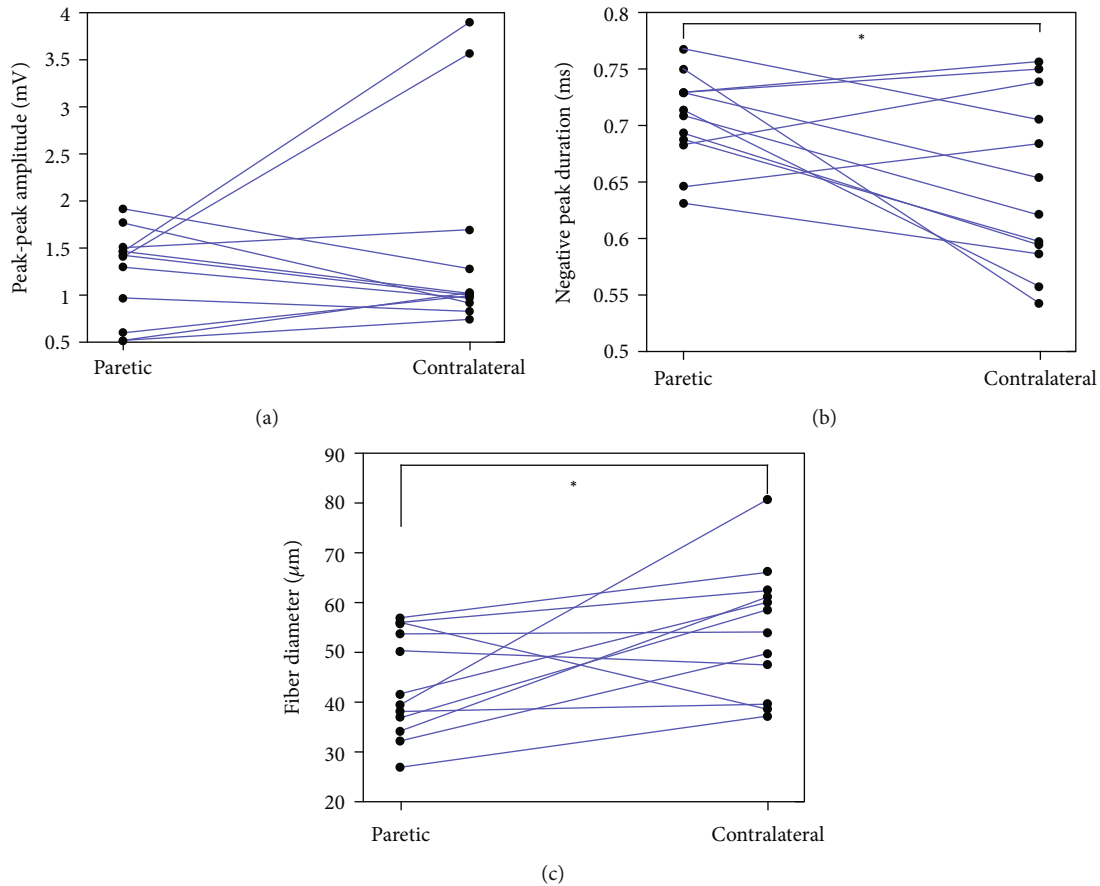 4
3.5
3
2.5
2
1.5
1
0.5
Peak-peak amplitude (mV)
Paretic
Contralateral
(a)
0.8
0.75
0.7
0.65
0.6
0.55
0.5
Negative peak duration (ms)
*
Paretic
Contralateral
(b)
90
80
70
60
50
40
30
20
Fiber diameter (μm)
*
Paretic
Contralateral
(c)